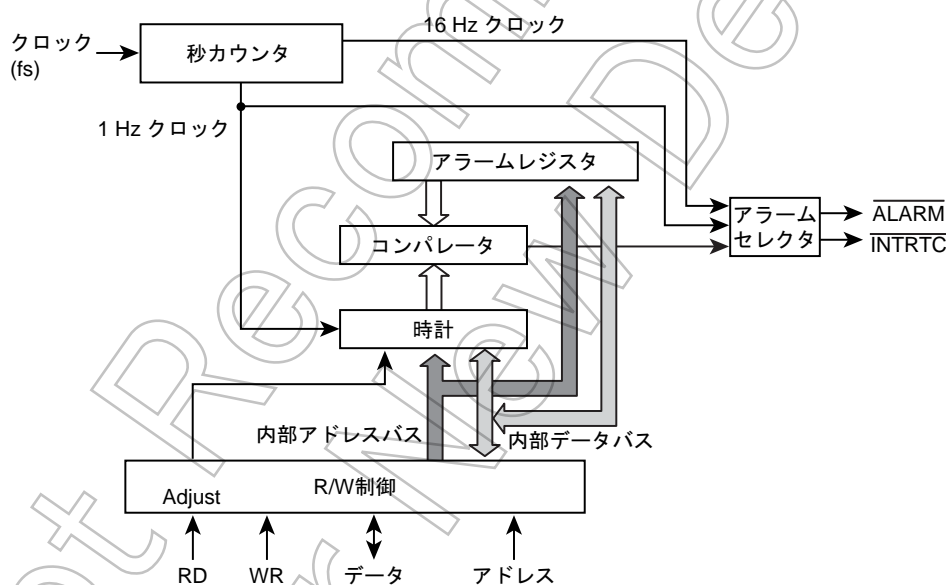 16 Hz クロック
クロック
(fs)
秒カウンタ
1 Hz クロック
アラームレジスタ
アラーム
セレクタ
ALARM
INTRTC
コンパレータ
時計
内部アドレスバス
内部データバス
R/W制御
Adjust
RD
WR
データ
アドレス